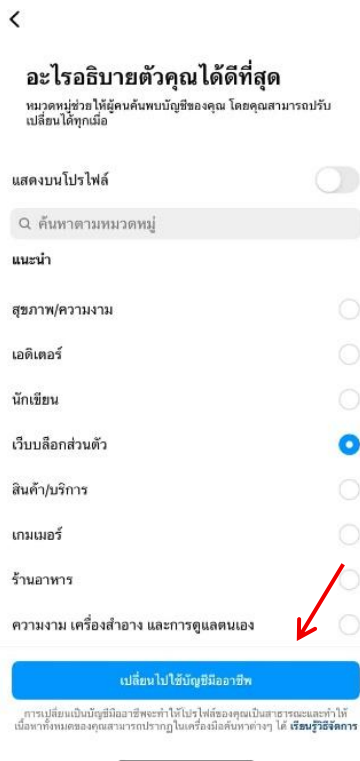 อะไรอธิบายตัวคุณได้ดีที่สุด
หมวดหมู่ช่วยให้ผู้คนค้นพบบัญชีของคุณ โดยคุณสามารถปรับ
เปลี่ยนได้ทุกเมื่อ
แสดงบนโปรไฟล์
ค้นหาตามหมวดหมู่
แนะนำ
สุขภาพ/ความงาม
เอดิเตอร์
นักเขียน
เว็บบล็อกส่วนตัว
สินค้า/บริการ
เกมเมอร์
ร้านอาหาร
ความงาม เครื่องสำอาง และการดูแลตนเอง
เปลี่ยนไปใช้บัญชีมืออาชีพ
การเปลี่ยนเป็นบัญชีมืออาชีพจะทำให้โปรไฟล์ของคุณเป็นสาธารณะและทำให้
เนื้อหาทั้งหมดของคุณสามารถปรากฏในเครื่องมือค้นหาต่างๆ ได้ เรียนรู้วิธีจัดการ